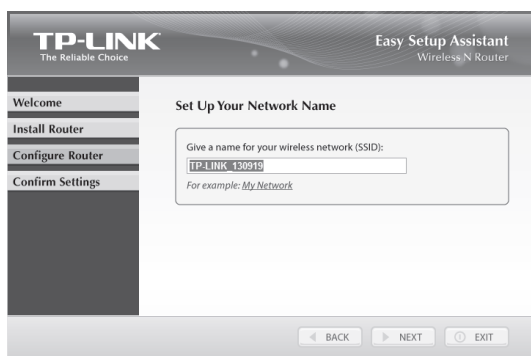 TP-LINK
The Reliable Choice
Easy Setup Assistant
Wireless N Router
Welcome
Install Router
Configure Router
Confirm Settings
Set Up Your Network Name
Give a name for your wireless network (SSID):
TP-LINK_130919
For example: My Network
BACK
NEXT
EXIT